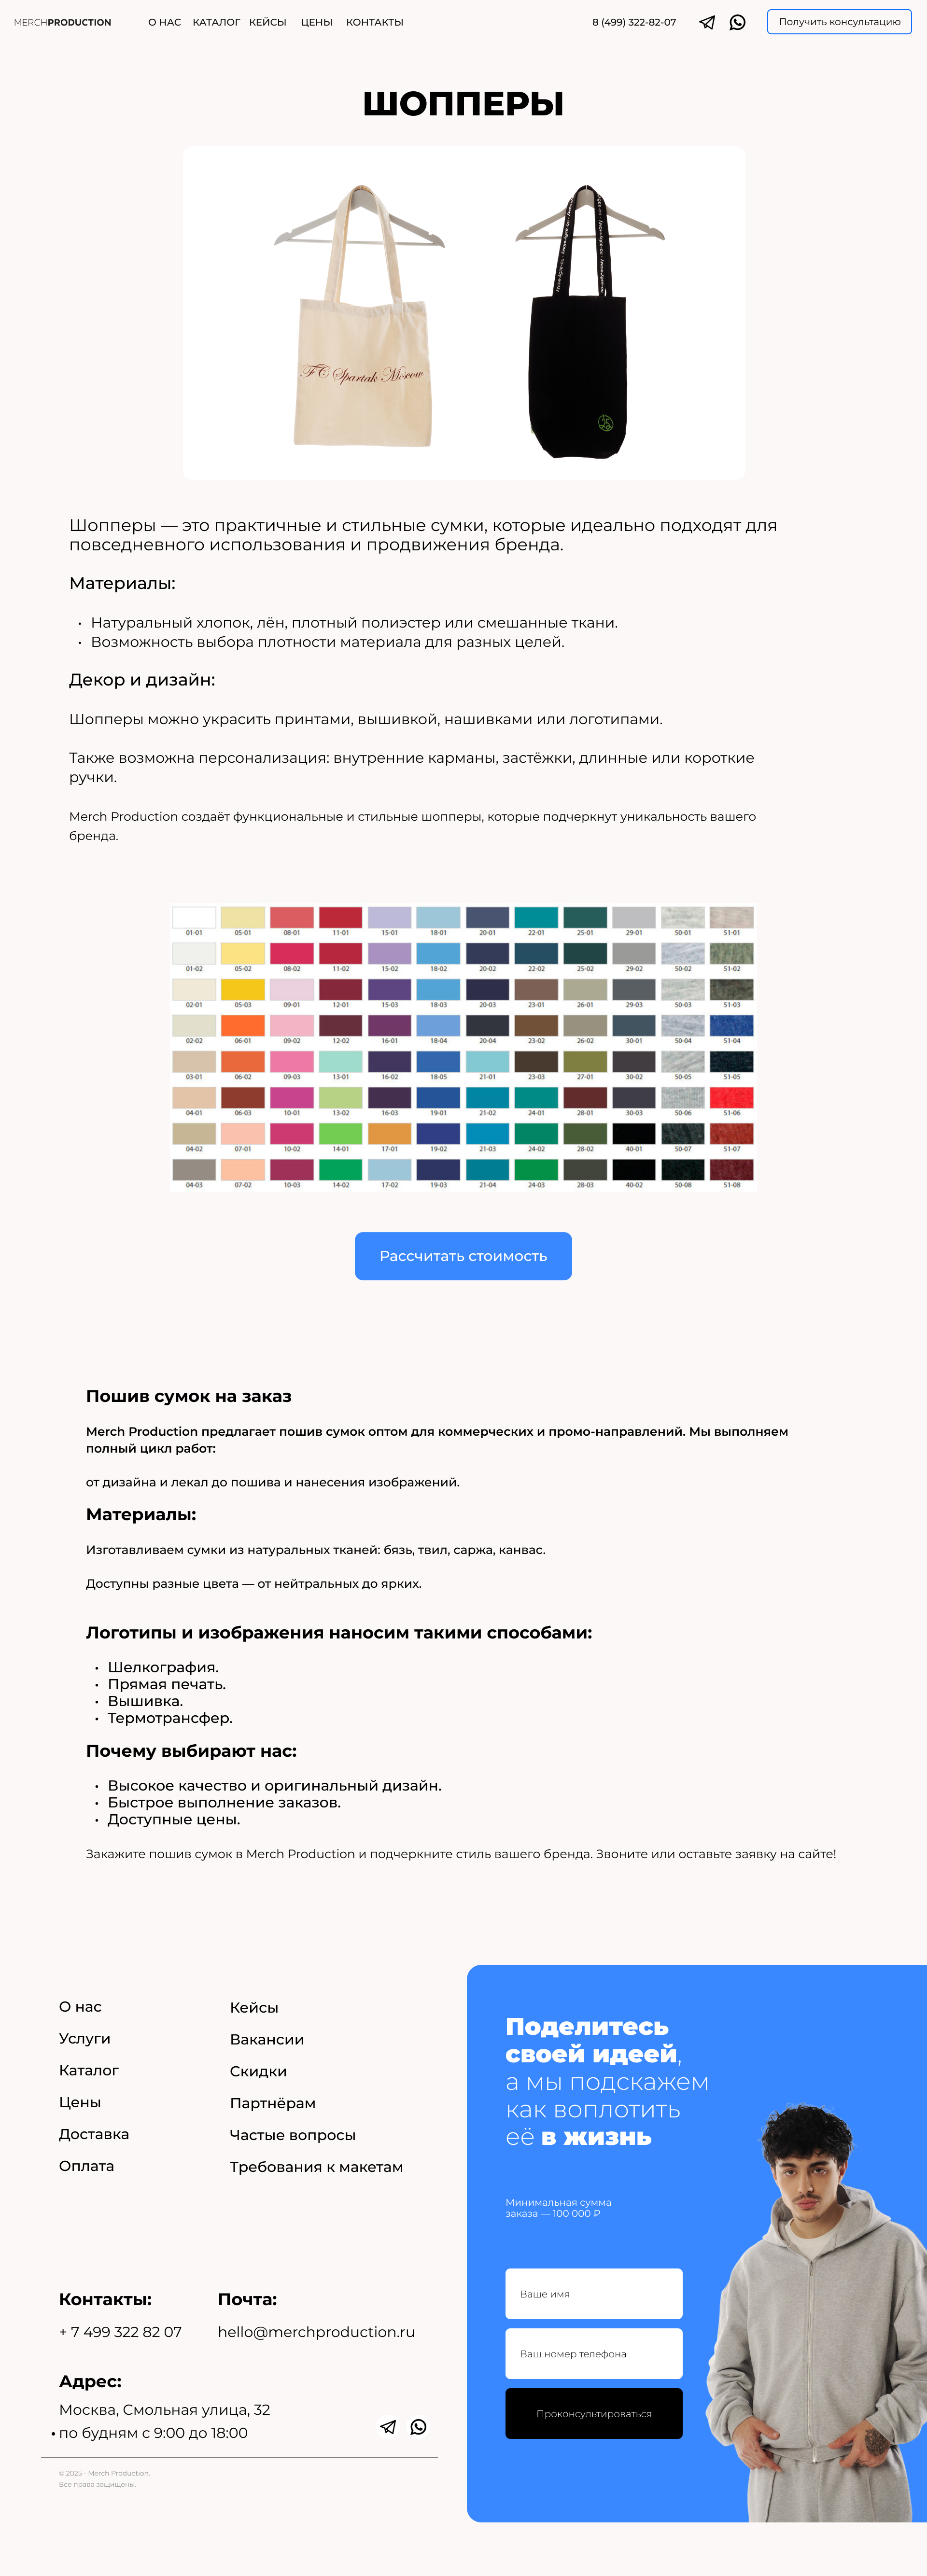 MERCHPRODUCTION
О НАС КАТАЛОГ КЕЙСЫ ЦЕНЫ КОНТАКТЫ
8 (499) 322-82-07
Получить консультацию
ШОППЕРЫ
FC Spartak Moscow
Шопперы — это практичные и стильные сумки, которые идеально подходят для
повседневного использования и продвижения бренда.
Материалы:
• Натуральный хлопок, лён, плотный полиэстер или смешанные ткани.
• Возможность выбора плотности материала для разных целей.
Декор и дизайн:
Шопперы можно украсить принтами, вышивкой, нашивками или логотипами.
Также возможна персонализация: внутренние карманы, застёжки, длинные или короткие
ручки.
Merch Production создаёт функциональные и стильные шопперы, которые подчеркнут уникальность вашего
бренда.
01-01 05-01 08-01 11-01 15-01 18-01 20-01 22-01 25-01 29-01 50-01 51-01
01-02 05-02 08-02 11-02 15-02 18-02 20-02 22-02 25-02 29-02 50-02 51-02
02-01 05-03 09-01 12-01 15-03 18-03 20-03 23-01 26-01 29-03 50-03 51-03
02-02 06-01 09-02 12-02 16-01 18-04 20-04 23-02 26-02 30-01 50-04 51-04
03-01 06-02 09-03 13-01 16-02 18-05 21-01 23-03 27-01 30-02 50-05 51-05
04-01 06-03 10-01 13-02 16-03 19-01 21-02 24-01 28-01 30-03 50-06 51-06
04-02 07-01 10-02 14-01 17-01 19-02 21-03 24-02 28-02 40-01 50-07 51-07
04-03 07-02 10-03 14-02 17-02 19-03 21-04 24-03 28-03 40-02 50-08 51-08
Рассчитать стоимость
Пошив сумок на заказ
Merch Production предлагает пошив сумок оптом для коммерческих и промо-направлений. Мы выполняем
полный цикл работ:
от дизайна и лекал до пошива и нанесения изображений.
Материалы:
Изготавливаем сумки из натуральных тканей: бязь, твил, саржа, канвас.
Доступны разные цвета — от нейтральных до ярких.
Логотипы и изображения наносим такими способами:
• Шелкография.
• Прямая печать.
• Вышивка.
• Термотрансфер.
Почему выбирают нас:
• Высокое качество и оригинальный дизайн.
• Быстрое выполнение заказов.
• Доступные цены.
Закажите пошив сумок в Merch Production и подчеркните стиль вашего бренда. Звоните или оставьте заявку на сайте!
О нас
Услуги
Каталог
Цены
Доставка
Оплата
Кейсы
Вакансии
Скидки
Партнёрам
Частые вопросы
Требования к макетам
Контакты:
+ 7 499 322 82 07
Почта:
hello@merchproduction.ru
Адрес:
Москва, Смольная улица, 32
• по будням с 9:00 до 18:00
© 2025 - Merch Production.
Все права защищены.
Поделитесь
своей идеей,
а мы подскажем
как воплотить
её в жизнь
Минимальная сумма
заказа — 100 000 ₽
Ваше имя
Ваш номер телефона
Проконсультироваться